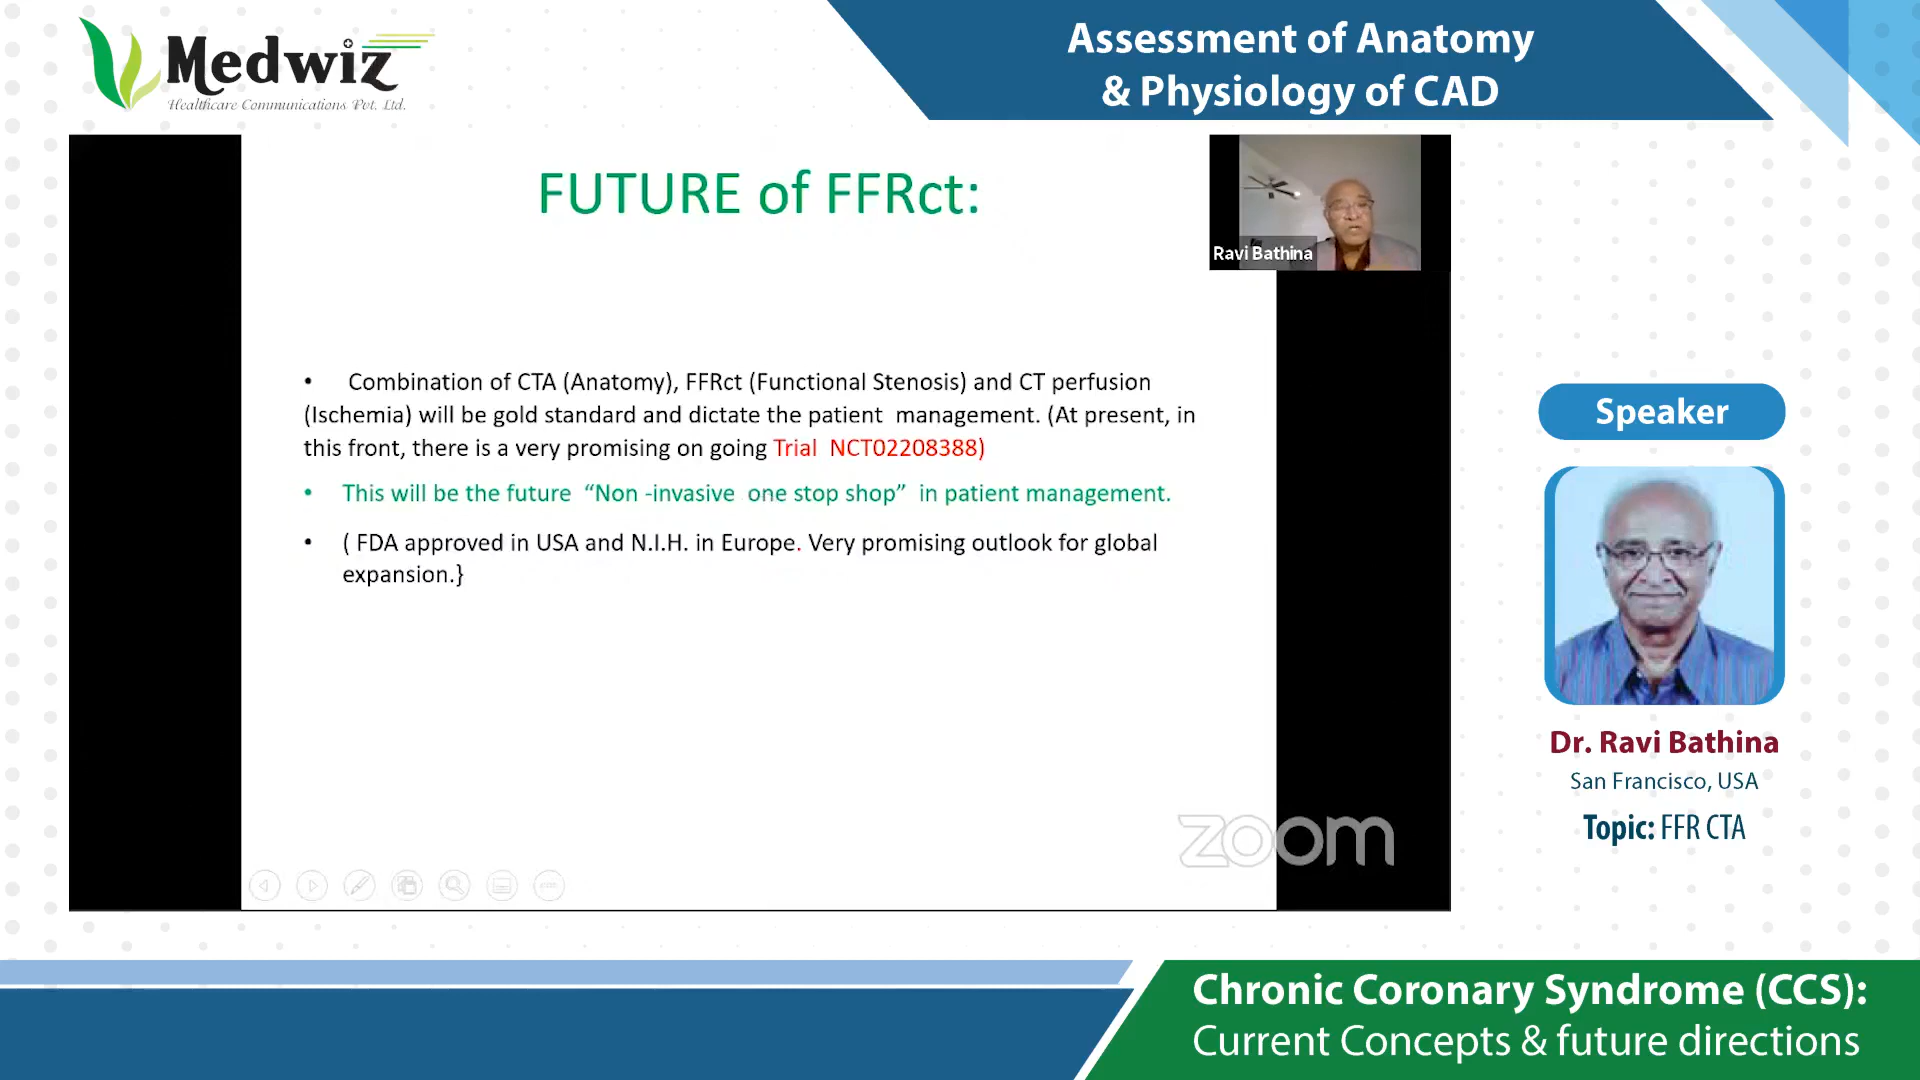 Medwiz
Healthcare Communications Pvt. Ltd.
Assessment of Anatomy
& Physiology of CAD
FUTURE of FFRct:
Ravi Bathina
• Combination of CTA (Anatomy), FFRct (Functional Stenosis) and CT perfusion
(Ischemia) will be gold standard and dictate the patient management. (At present, in
this front, there is a very promising on going Trial NCT02208388)
• This will be the future “Non -invasive one stop shop” in patient management.
• ( FDA approved in USA and N.I.H. in Europe. Very promising outlook for global
expansion.}
zoom
Speaker
Dr. Ravi Bathina
San Francisco, USA
Topic: FFR CTA
Chronic Coronary Syndrome (CCS):
Current Concepts & future directions